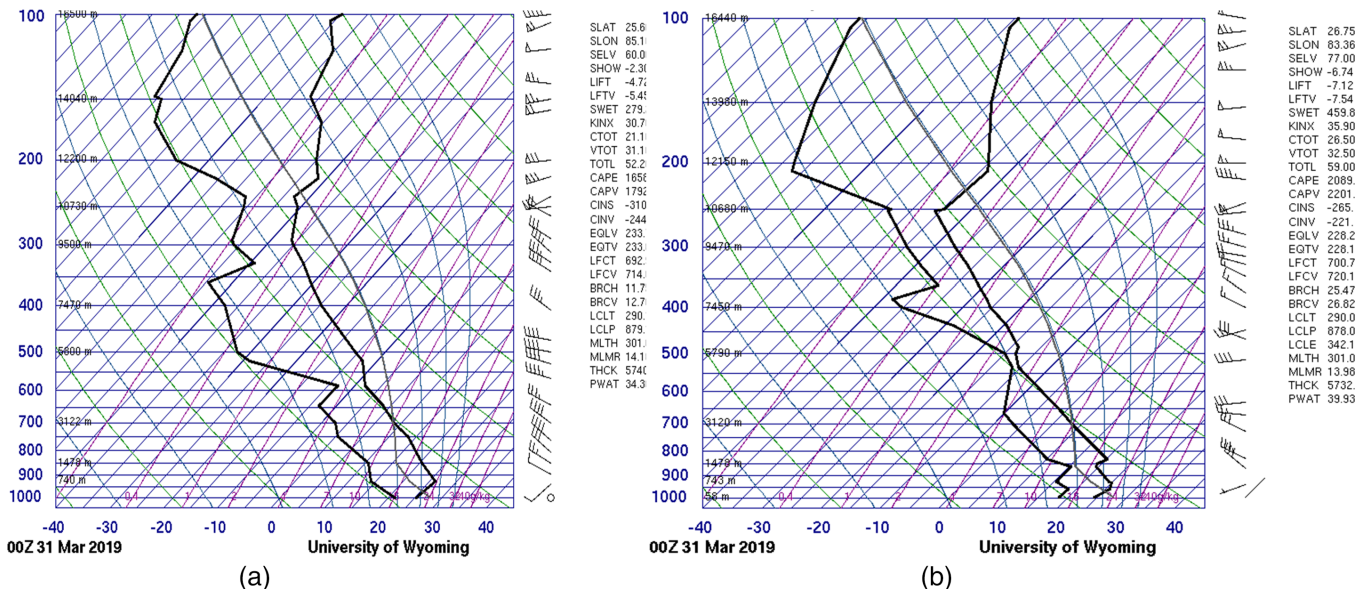 100
16500 m
14040 m
200
12200 m
10730 m
300
9500 m
400
7470 m
500
5800 m
600
700
3122 m
800
1478 m
900
740 m
1000
0.4 1 2 4 7 10 16 24 32 40g/kg
-40 -30 -20 -10 0 10 20 30 40
00Z 31 Mar 2019 University of Wyoming
SLAT 25.6
SLON 85.1
SELV 60.0
SHOW -2.30
LIFT -4.72
LFTV -5.45
SWET 279.
KINX 30.7
CTOT 21.1
VTOT 31.1
TOTL 52.2
CAPE 1656
CAPV 1792
CINS -310
CINV -244
EQLV 233.
EQTV 233.
LFCT 692.
LFCV 714.
BRCH 11.7
BRCV 12.7
LCLT 290.
LCLP 879.
MLTH 301.
MLMR 14.1
THCK 5740
PWAT 34.3
(a)
100
16440 m
13980 m
200
12150 m
10680 m
300
9470 m
400
7450 m
500
5790 m
600
700
3120 m
800
1479 m
900
743 m
1000
58 m
0.4 1 2 4 7 10 16 24 32 40g/kg
-40 -30 -20 -10 0 10 20 30 40
00Z 31 Mar 2019 University of Wyoming
SLAT 26.75
SLON 83.36
SELV 77.00
SHOW -6.74
LIFT -7.12
LFTV -7.54
SWET 459.8
KINX 35.90
CTOT 26.50
VTOT 32.50
TOTL 59.00
CAPE 2089.
CAPV 2201.
CINS -265.
CINV -221.
EQLV 228.2
EQTV 228.1
LFCT 700.7
LFCV 720.1
BRCH 25.47
BRCV 26.82
LCLT 290.0
LCLP 878.0
LCLE 342.1
MLTH 301.0
MLMR 13.98
THCK 5732.
PWAT 39.93
(b)